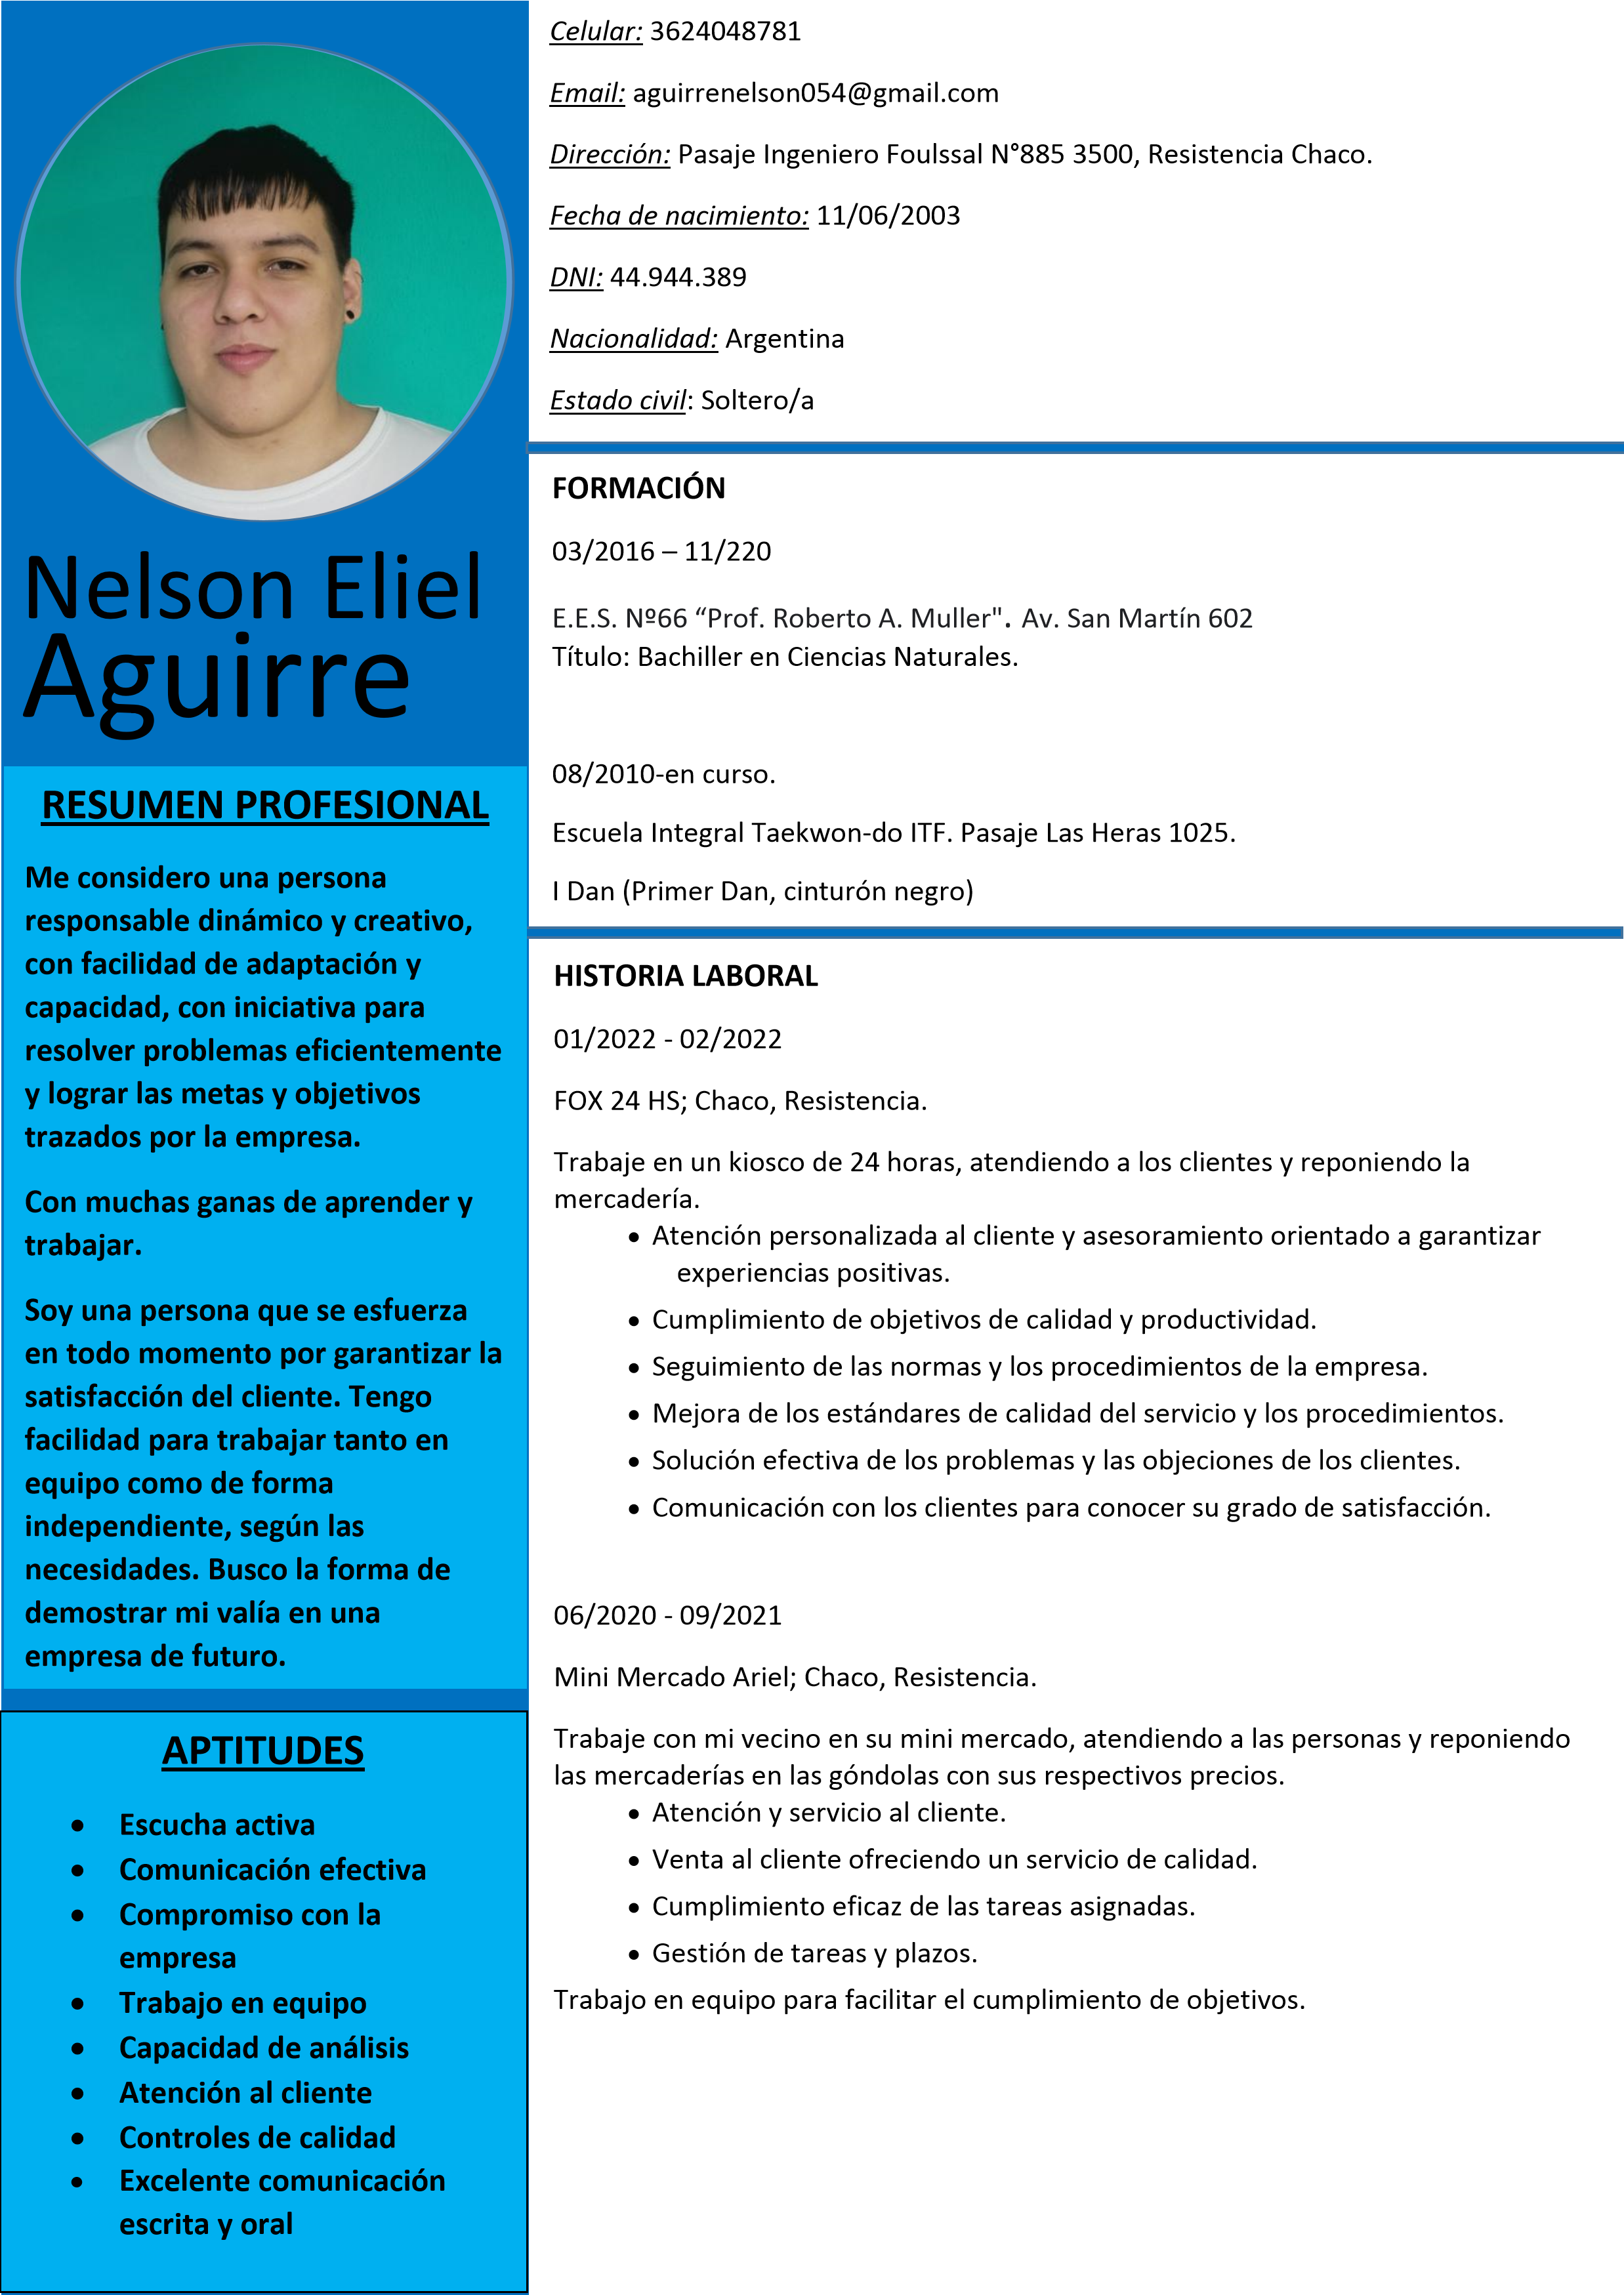 Nelson Eliel
Aguirre
RESUMEN PROFESIONAL
Me considero una persona
responsable dinámico y creativo,
con facilidad de adaptación y
capacidad, con iniciativa para
resolver problemas eficientemente
y lograr las metas y objetivos
trazados por la empresa.
Con muchas ganas de aprender y
trabajar.
Soy una persona que se esfuerza
en todo momento por garantizar la
satisfacción del cliente. Tengo
facilidad para trabajar tanto en
equipo como de forma
independiente, según las
necesidades. Busco la forma de
demostrar mi valía en una
empresa de futuro.
APTITUDES
• Escucha activa
• Comunicación efectiva
• Compromiso con la
empresa
• Trabajo en equipo
• Capacidad de análisis
• Atención al cliente
• Controles de calidad
• Excelente comunicación
escrita y oral
Celular: 3624048781
Email: aguirrenelson054@gmail.com
Dirección: Pasaje Ingeniero Foulssal N°885 3500, Resistencia Chaco.
Fecha de nacimiento: 11/06/2003
DNI: 44.944.389
Nacionalidad: Argentina
Estado civil: Soltero/a
FORMACIÓN
03/2016 – 11/220
E.E.S. Nº66 “Prof. Roberto A. Muller". Av. San Martín 602
Título: Bachiller en Ciencias Naturales.
08/2010-en curso.
Escuela Integral Taekwon-do ITF. Pasaje Las Heras 1025.
I Dan (Primer Dan, cinturón negro)
HISTORIA LABORAL
01/2022 - 02/2022
FOX 24 HS; Chaco, Resistencia.
Trabaje en un kiosco de 24 horas, atendiendo a los clientes y reponiendo la
mercadería.
• Atención personalizada al cliente y asesoramiento orientado a garantizar
experiencias positivas.
• Cumplimiento de objetivos de calidad y productividad.
• Seguimiento de las normas y los procedimientos de la empresa.
• Mejora de los estándares de calidad del servicio y los procedimientos.
• Solución efectiva de los problemas y las objeciones de los clientes.
• Comunicación con los clientes para conocer su grado de satisfacción.
06/2020 - 09/2021
Mini Mercado Ariel; Chaco, Resistencia.
Trabaje con mi vecino en su mini mercado, atendiendo a las personas y reponiendo
las mercaderías en las góndolas con sus respectivos precios.
• Atención y servicio al cliente.
• Venta al cliente ofreciendo un servicio de calidad.
• Cumplimiento eficaz de las tareas asignadas.
• Gestión de tareas y plazos.
Trabajo en equipo para facilitar el cumplimiento de objetivos.